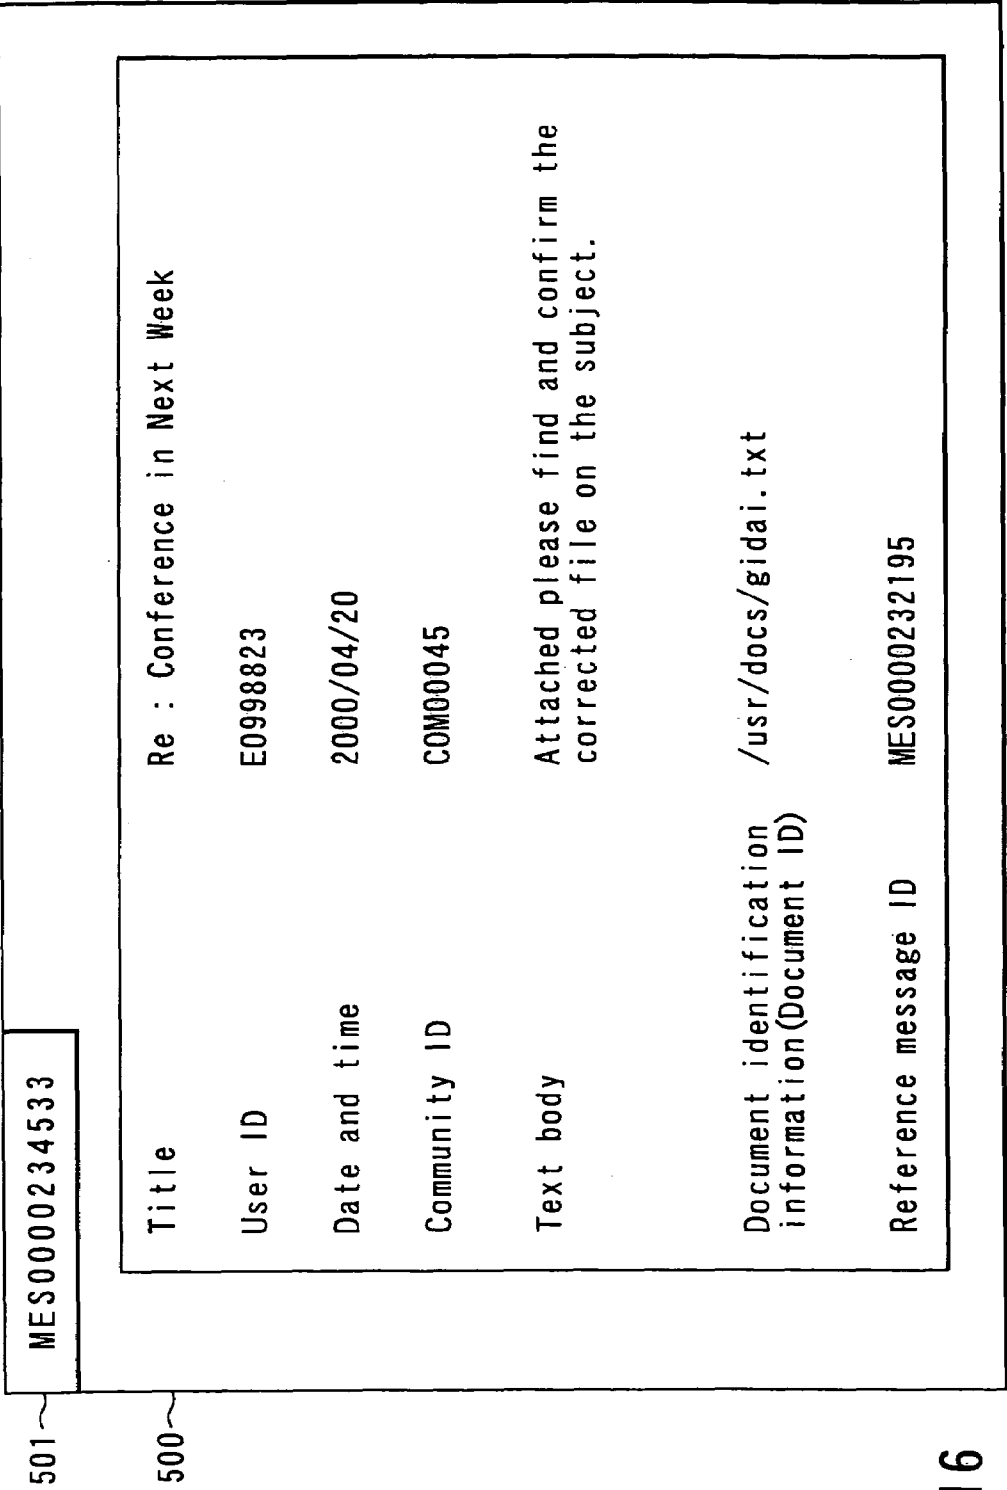 501
MES0000234533
500
Title Re : Conference in Next Week
User ID E0998823
Date and time 2000/04/20
Community ID COM00045
Text body Attached please find and confirm the
corrected file on the subject.
Document identification /usr/docs/gidai.txt
information(Document ID)
Reference message ID MES0000232195
6